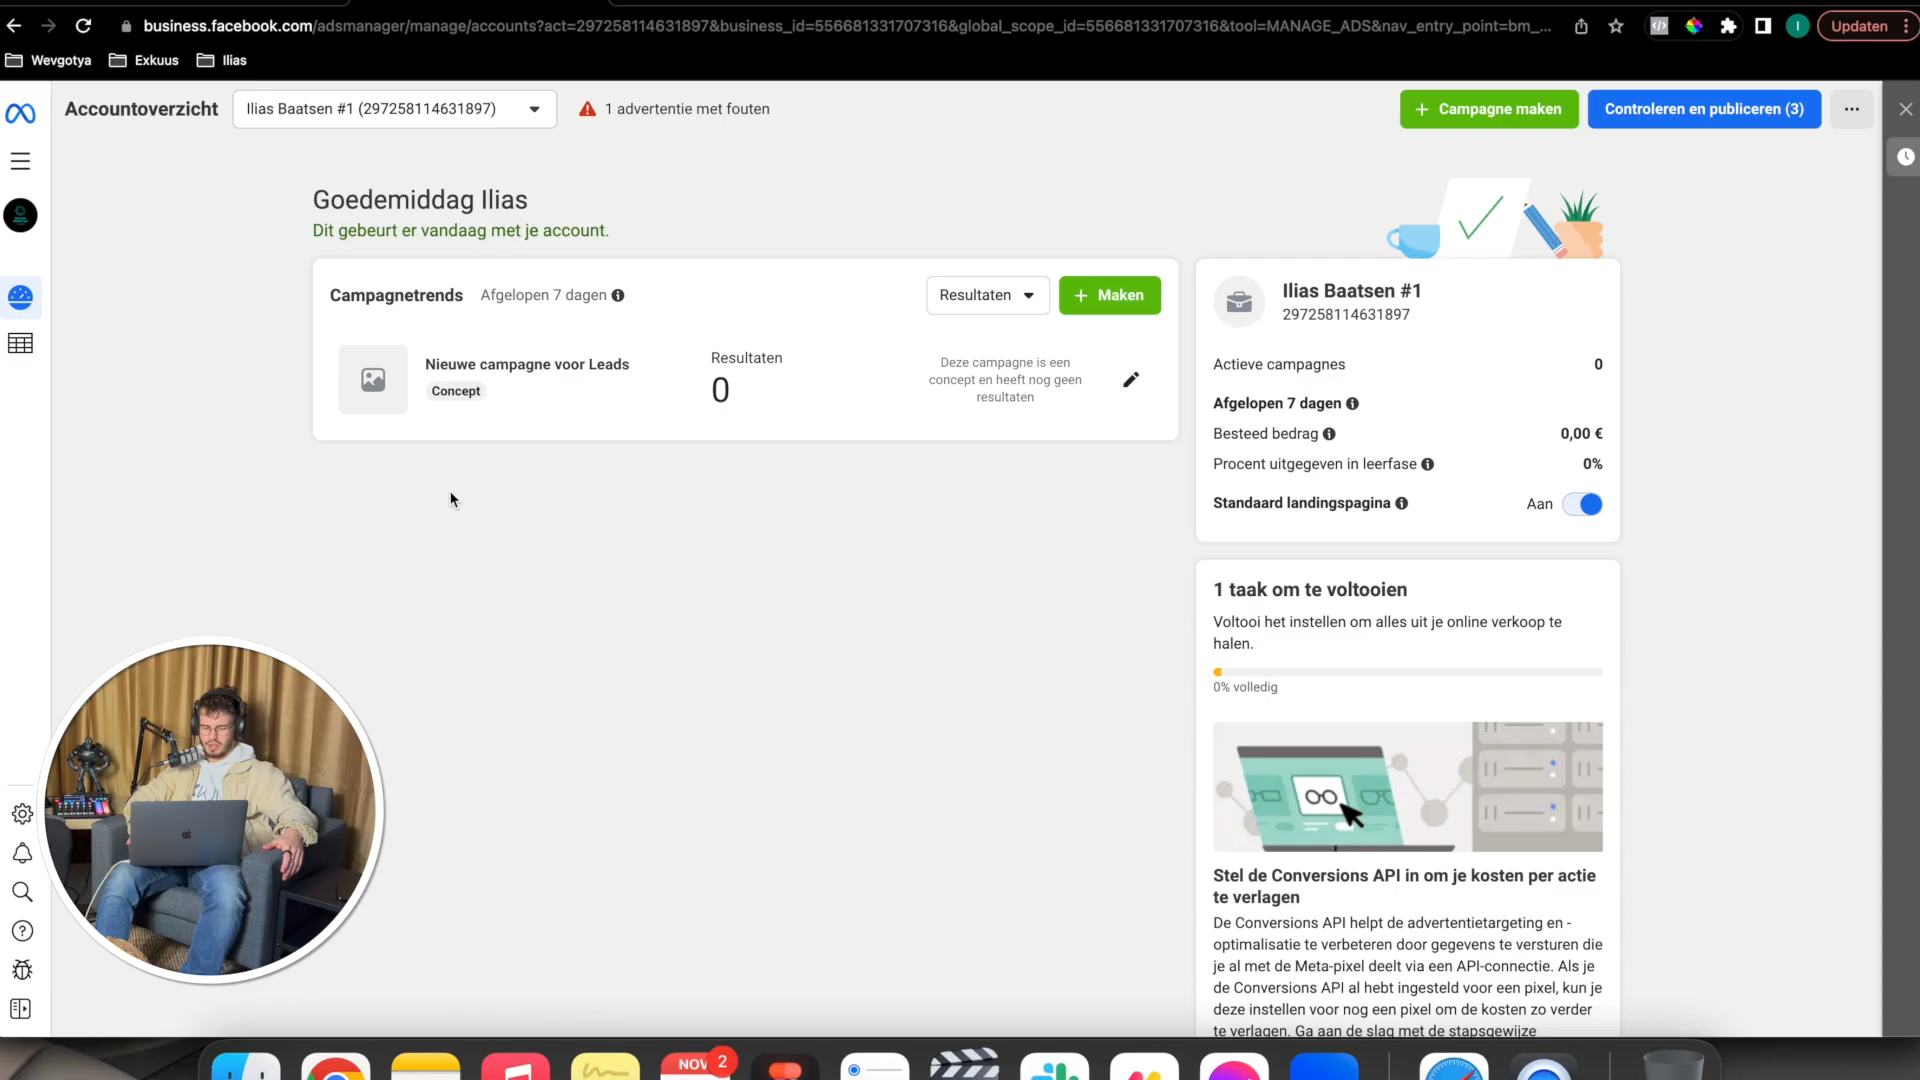 business.facebook.com/adsmanager/manage/accounts?act=297258114631897&business_id=556681331707316&global_scope_id=556681331707316&tool=MANAGE_ADS&nav_entry_point=bm_...
I
Updaten
Wevgotya
Exkuus
Ilias
Accountoverzicht
Ilias Baatsen #1 (297258114631897)
1 advertentie met fouten
+ Campagne maken
Controleren en publiceren (3)
Goedemiddag Ilias
Dit gebeurt er vandaag met je account.
Campagnetrends
Afgelopen 7 dagen
Resultaten
+ Maken
Nieuwe campagne voor Leads
Concept
Resultaten
0
Deze campagne is een
concept en heeft nog geen
resultaten
Ilias Baatsen #1
297258114631897
Actieve campagnes
0
Afgelopen 7 dagen
Besteed bedrag
0,00 €
Procent uitgegeven in leerfase
0%
Standaard landingspagina
Aan
1 taak om te voltooien
Voltooi het instellen om alles uit je online verkoop te
halen.
0% volledig
Stel de Conversions API in om je kosten per actie
te verlagen
De Conversions API helpt de advertentietargeting en -
optimalisatie te verbeteren door gegevens te versturen die
je al met de Meta-pixel deelt via een API-connectie. Als je
de Conversions API al hebt ingesteld voor een pixel, kun je
deze instellen voor nog een pixel om de kosten zo verder
te verlagen. Ga aan de slag met de stapsgewijze
NOV
2